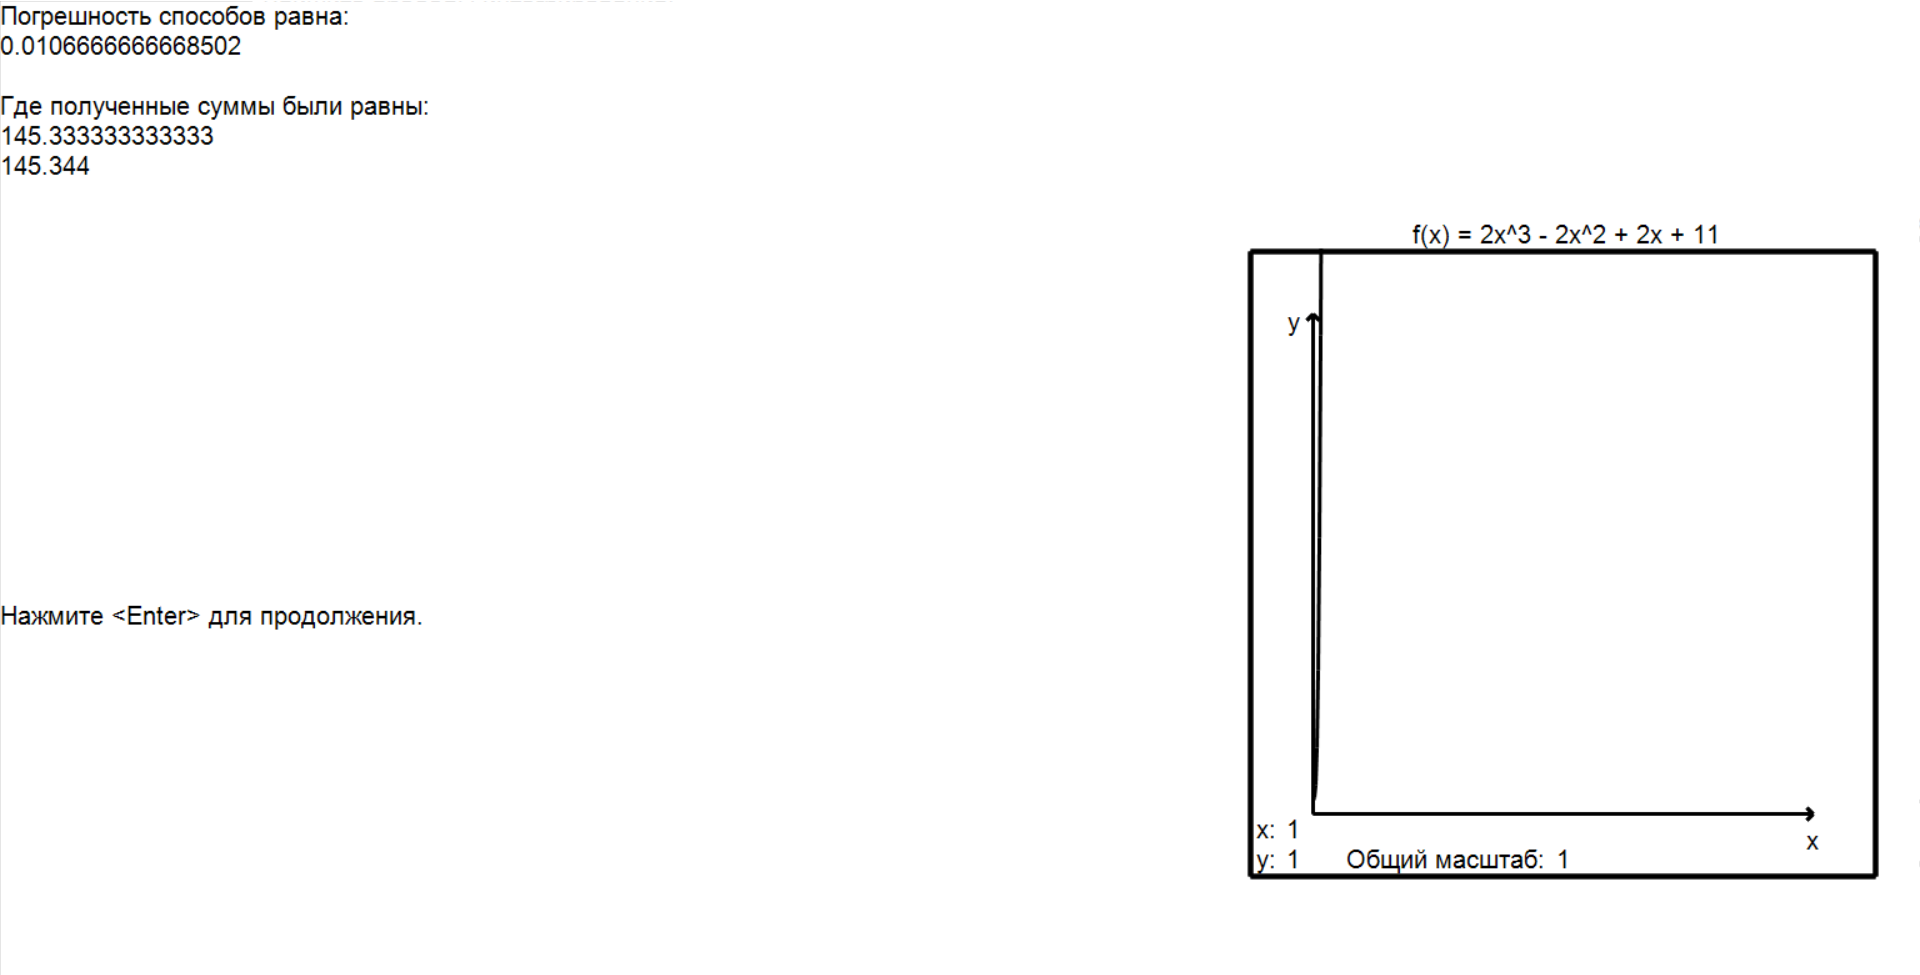 Погрешность способов равна:
0.0106666666668502
Где полученные суммы были равны:
145.333333333333
145.344
Нажмите <Enter> для продолжения.
f(x) = 2x^3 - 2x^2 + 2x + 11
y
x
x: 1
y: 1 Общий масштаб: 1